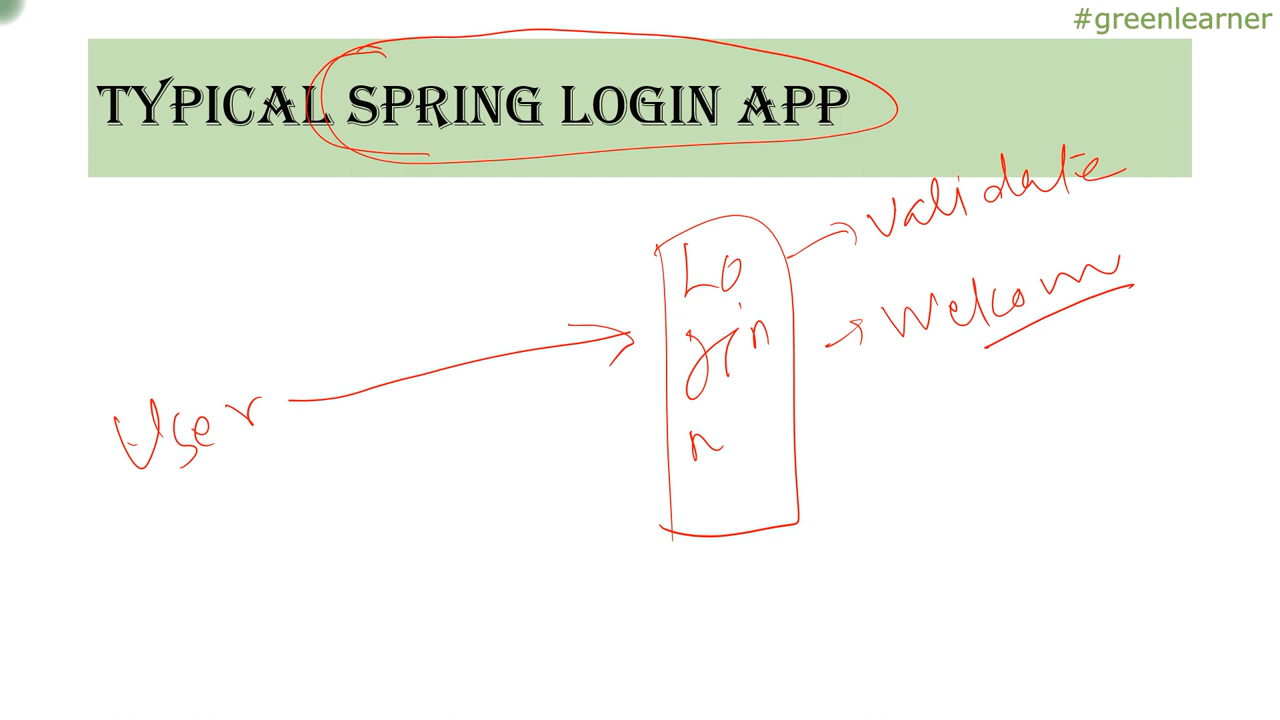 #greenlearner
TYPICAL SPRING LOGIN APP
validate
Lo
gin
n
Welcom
User